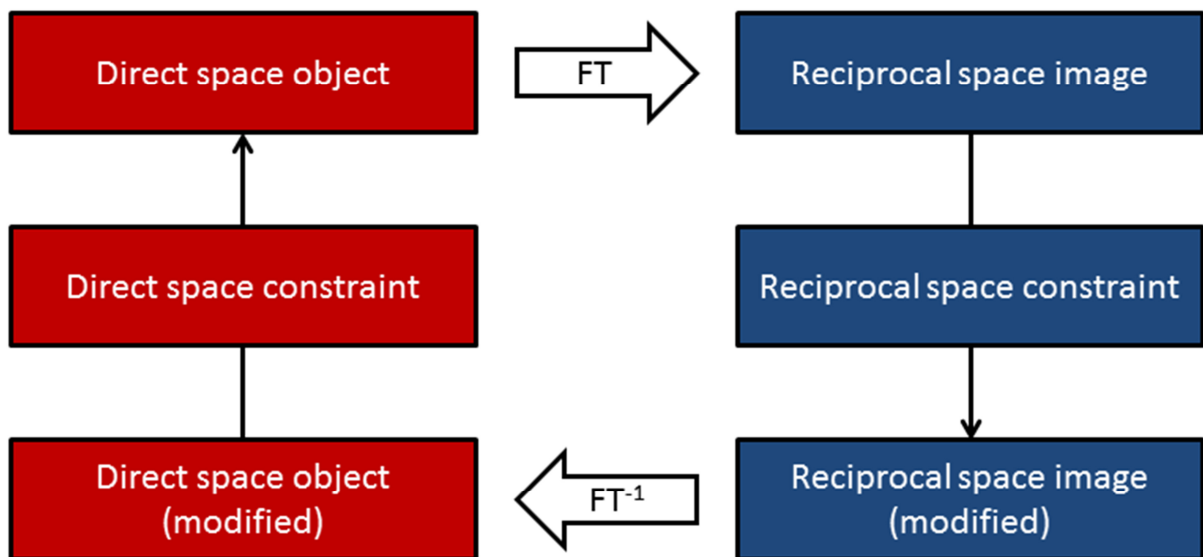 Direct space object
FT
Reciprocal space image
Direct space constraint
Reciprocal space constraint
Direct space object
(modified)
FT⁻¹
Reciprocal space image
(modified)